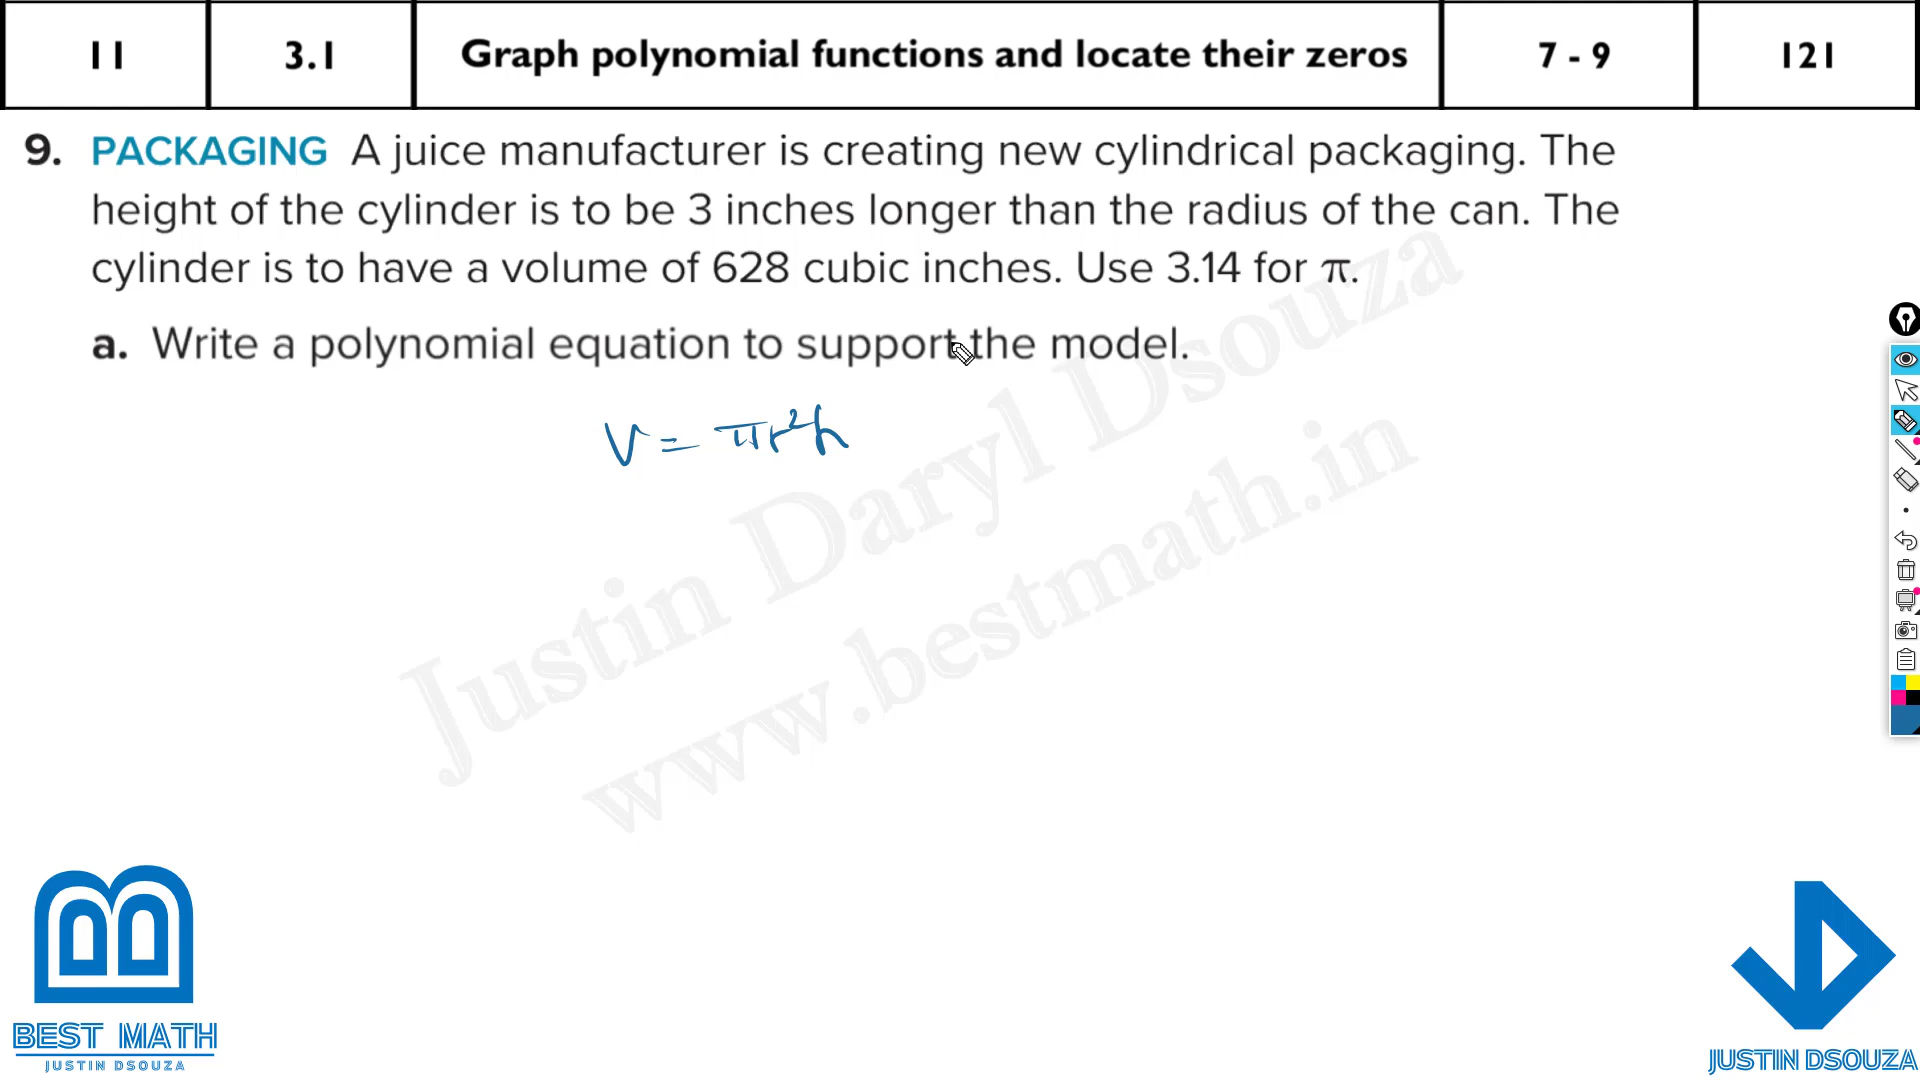 11 3.1 Graph polynomial functions and locate their zeros 7 - 9 121
9. PACKAGING A juice manufacturer is creating new cylindrical packaging. The
height of the cylinder is to be 3 inches longer than the radius of the can. The
cylinder is to have a volume of 628 cubic inches. Use 3.14 for π.
a. Write a polynomial equation to support the model.
V = πr²h
Justin Daryl Dsouza
www.bestmath.in
BEST MATH
JUSTIN DSOUZA
JUSTIN DSOUZA